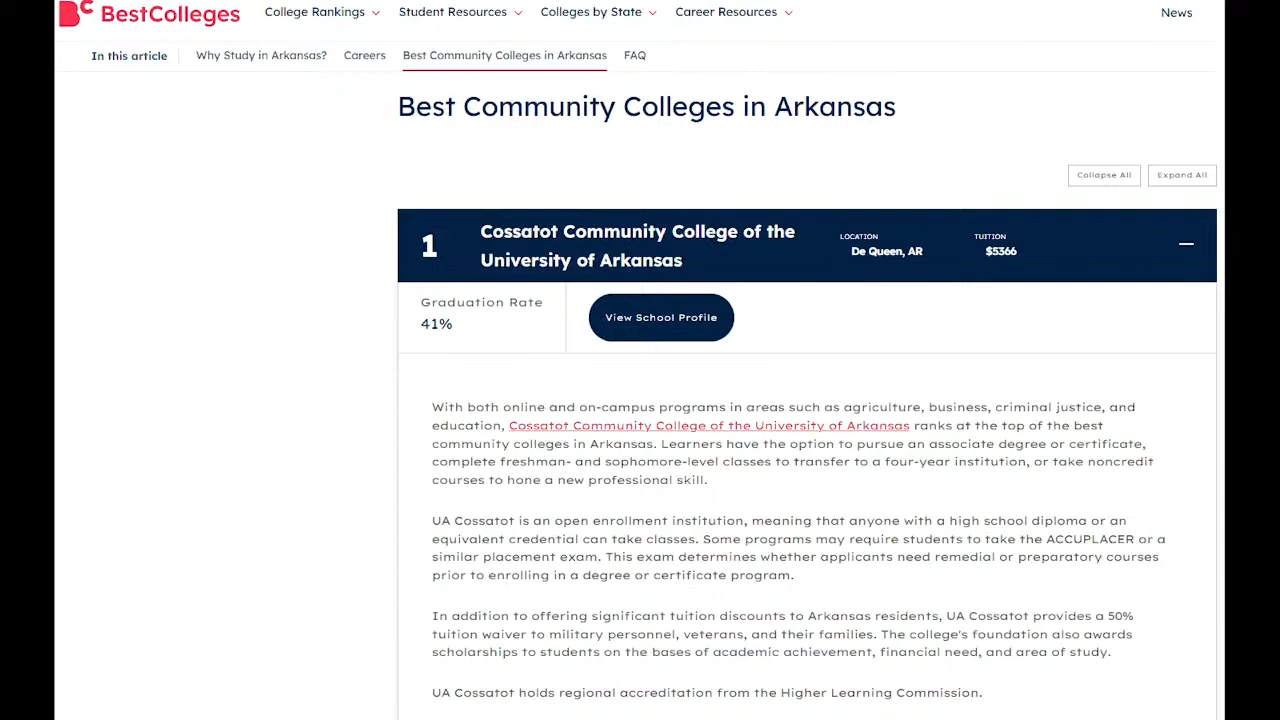 BC BestColleges College Rankings Student Resources Colleges by State Career Resources News
In this article Why Study in Arkansas? Careers Best Community Colleges in Arkansas FAQ
Best Community Colleges in Arkansas
Collapse All Expand All
1 Cossatot Community College of the University of Arkansas
LOCATION
De Queen, AR
TUITION
$5366
Graduation Rate
41%
View School Profile
With both online and on-campus programs in areas such as agriculture, business, criminal justice, and
education, Cossatot Community College of the University of Arkansas ranks at the top of the best
community colleges in Arkansas. Learners have the option to pursue an associate degree or certificate,
complete freshman- and sophomore-level classes to transfer to a four-year institution, or take noncredit
courses to hone a new professional skill.
UA Cossatot is an open enrollment institution, meaning that anyone with a high school diploma or an
equivalent credential can take classes. Some programs may require students to take the ACCUPLACER or a
similar placement exam. This exam determines whether applicants need remedial or preparatory courses
prior to enrolling in a degree or certificate program.
In addition to offering significant tuition discounts to Arkansas residents, UA Cossatot provides a 50%
tuition waiver to military personnel, veterans, and their families. The college's foundation also awards
scholarships to students on the bases of academic achievement, financial need, and area of study.
UA Cossatot holds regional accreditation from the Higher Learning Commission.